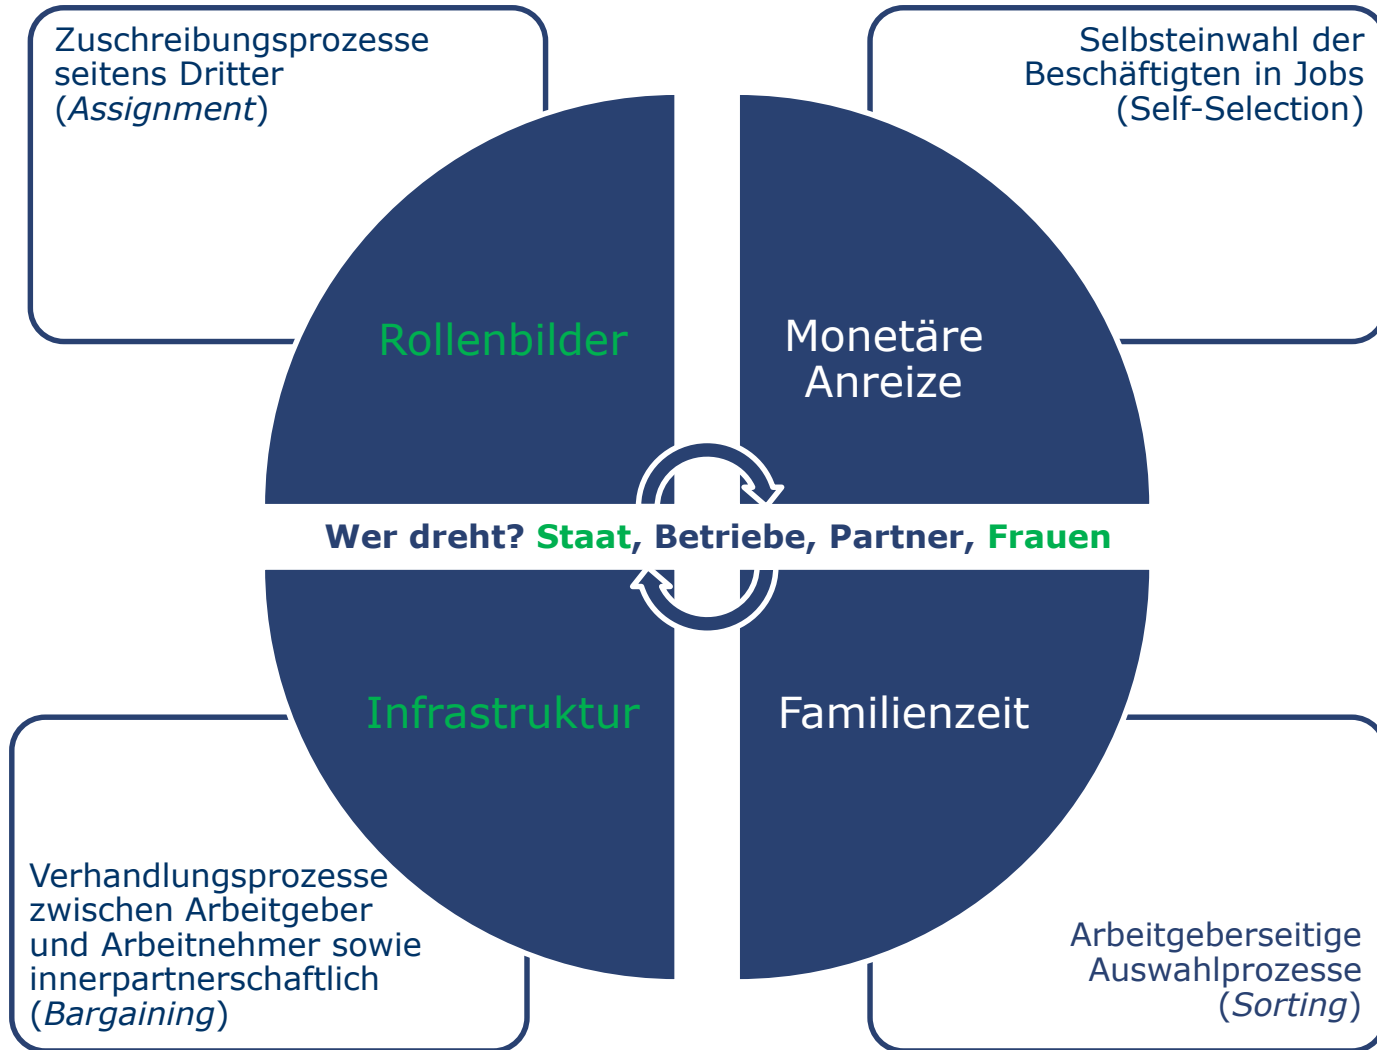 Zuschreibungsprozesse
seitens Dritter
(Assignment)
Selbsteinwahl der
Beschäftigten in Jobs
(Self-Selection)
Rollenbilder
Monetäre
Anreize
Wer dreht? Staat, Betriebe, Partner, Frauen
Infrastruktur
Familienzeit
Verhandlungsprozesse
zwischen Arbeitgeber
und Arbeitnehmer sowie
innerpartnerschaftlich
(Bargaining)
Arbeitgeberseitige
Auswahlprozesse
(Sorting)